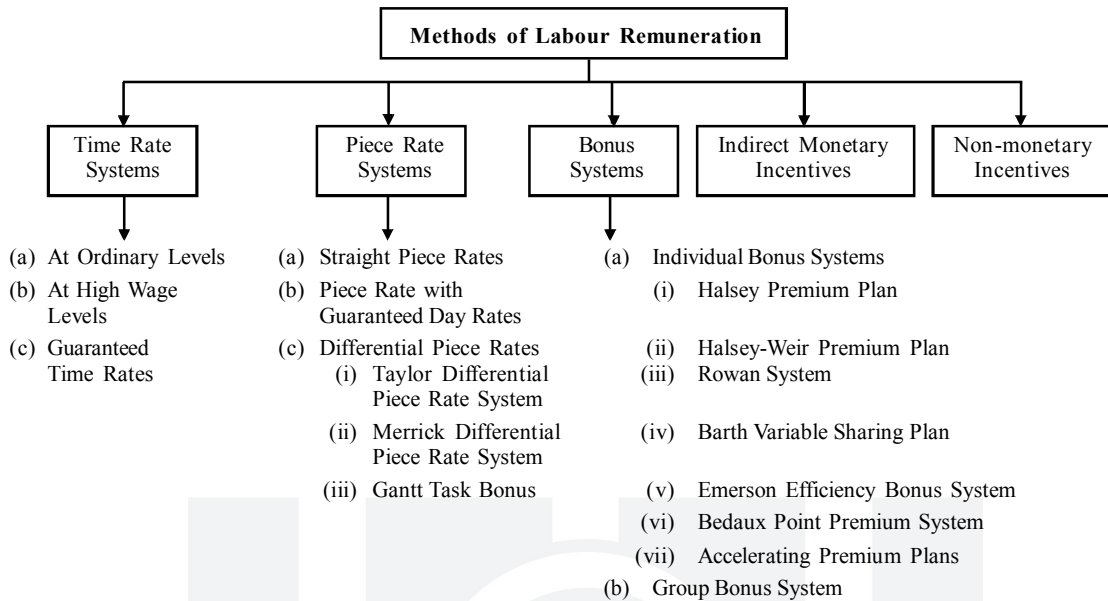 Methods of Labour Remuneration
Time Rate
Systems
Piece Rate
Systems
Bonus
Systems
Indirect Monetary
Incentives
Non-monetary
Incentives
(a) At Ordinary Levels
(b) At High Wage
Levels
(c) Guaranteed
Time Rates
(a) Straight Piece Rates
(b) Piece Rate with
Guaranteed Day Rates
(c) Differential Piece Rates
(i) Taylor Differential
Piece Rate System
(ii) Merrick Differential
Piece Rate System
(iii) Gantt Task Bonus
(a) Individual Bonus Systems
(i) Halsey Premium Plan
(ii) Halsey-Weir Premium Plan
(iii) Rowan System
(iv) Barth Variable Sharing Plan
(v) Emerson Efficiency Bonus System
(vi) Bedaux Point Premium System
(vii) Accelerating Premium Plans
(b) Group Bonus System